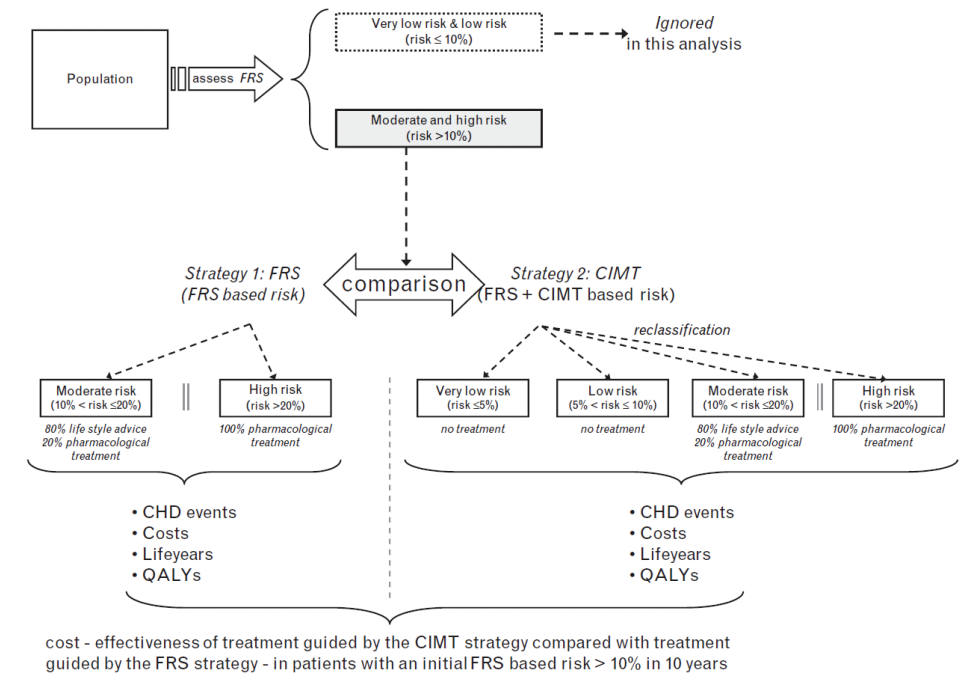 Population
assess FRS
Very low risk & low risk
(risk ≤ 10%)
Ignored
in this analysis
Moderate and high risk
(risk >10%)
Strategy 1: FRS
(FRS based risk)
comparison
Strategy 2: CIMT
(FRS + CIMT based risk)
reclassification
Moderate risk
(10% < risk ≤20%)
80% life style advice
20% pharmacological
treatment
High risk
(risk >20%)
100% pharmacological
treatment
Very low risk
(risk ≤5%)
no treatment
Low risk
(5% < risk ≤ 10%)
no treatment
Moderate risk
(10% < risk ≤20%)
80% life style advice
20% pharmacological
treatment
High risk
(risk >20%)
100% pharmacological
treatment
• CHD events
• Costs
• Lifeyears
• QALYs
• CHD events
• Costs
• Lifeyears
• QALYs
cost - effectiveness of treatment guided by the CIMT strategy compared with treatment
guided by the FRS strategy - in patients with an initial FRS based risk > 10% in 10 years